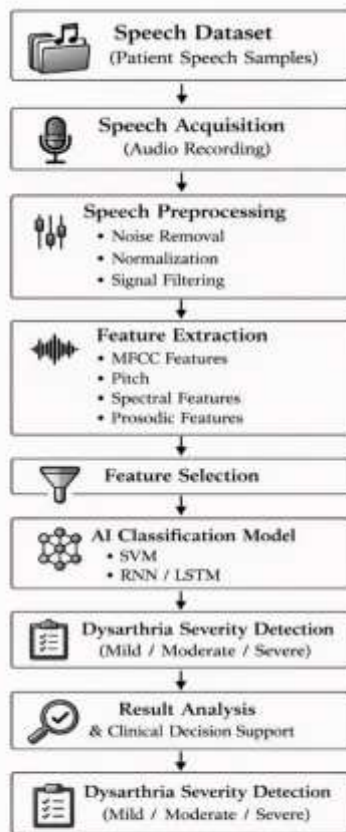 Speech Dataset
(Patient Speech Samples)
Speech Acquisition
(Audio Recording)
Speech Preprocessing
• Noise Removal
• Normalization
• Signal Filtering
Feature Extraction
• MFCC Features
• Pitch
• Spectral Features
• Prosodic Features
Feature Selection
AI Classification Model
• SVM
• RNN / LSTM
Dysarthria Severity Detection
(Mild / Moderate / Severe)
Result Analysis
& Clinical Decision Support
Dysarthria Severity Detection
(Mild / Moderate / Severe)